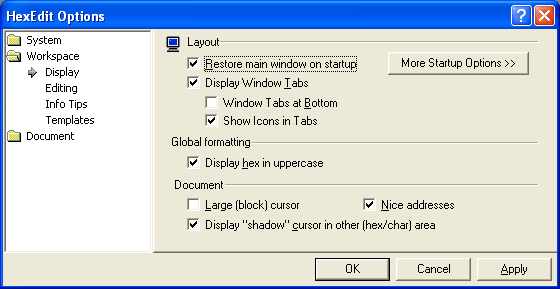 HexEdit Options
System
Workspace
Display
Editing
Info Tips
Templates
Document
Layout
Restore main window on startup
More Startup Options >>
Display Window Tabs
Window Tabs at Bottom
Show Icons in Tabs
Global formatting
Display hex in uppercase
Document
Large (block) cursor
Nice addresses
Display "shadow" cursor in other (hex/char) area
OK
Cancel
Apply